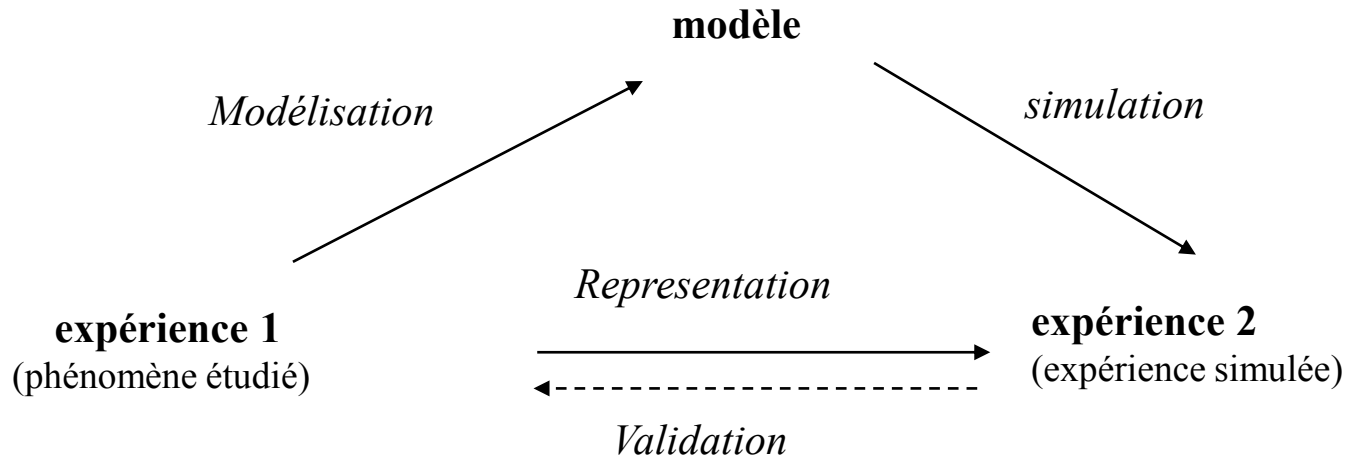 modèle
Modélisation
simulation
Representation
expérience 1
(phénomène étudié)
expérience 2
(expérience simulée)
Validation